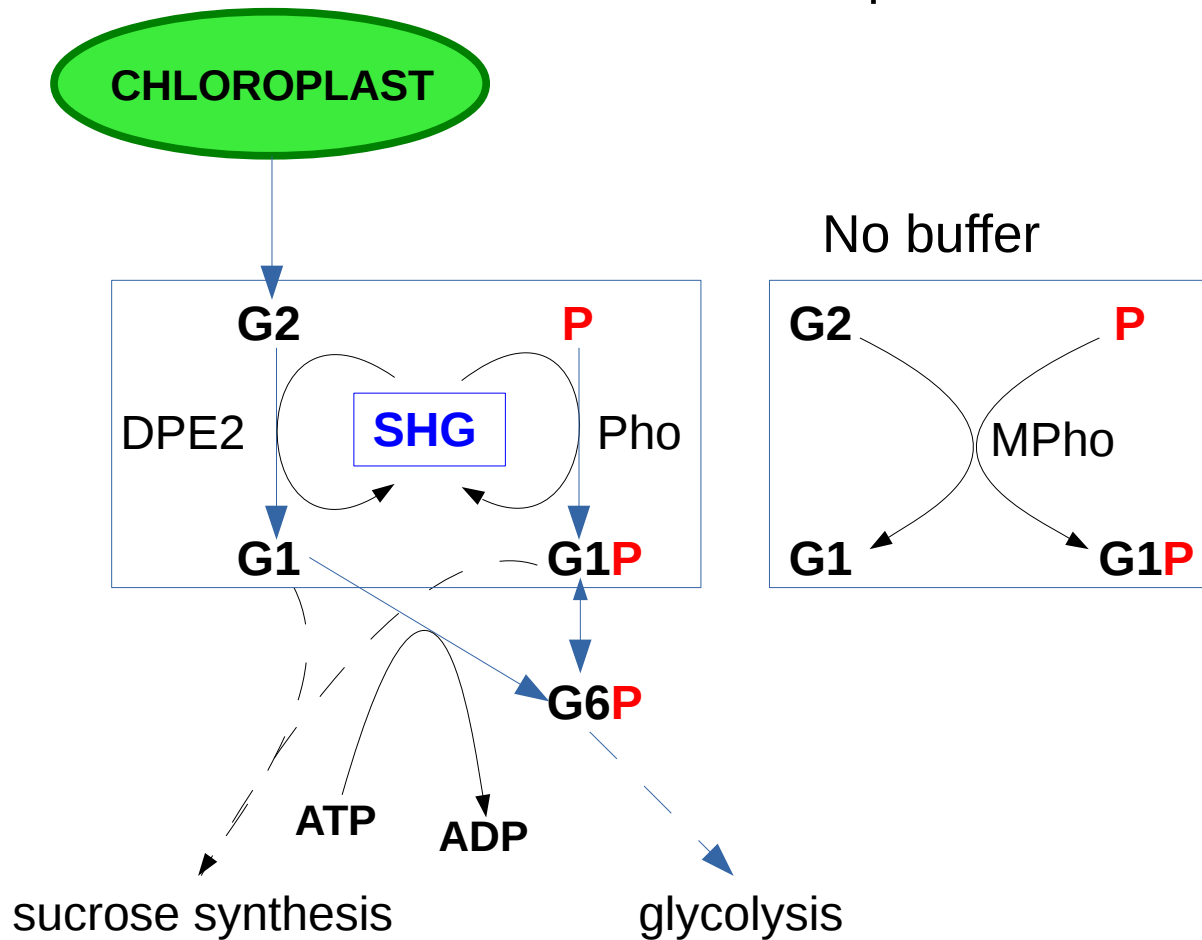 CHLOROPLAST
No buffer
G2 P
DPE2 SHG Pho
G1 G1P
G2 P
MPho
G1 G1P
G6P
ATP ADP
sucrose synthesis glycolysis